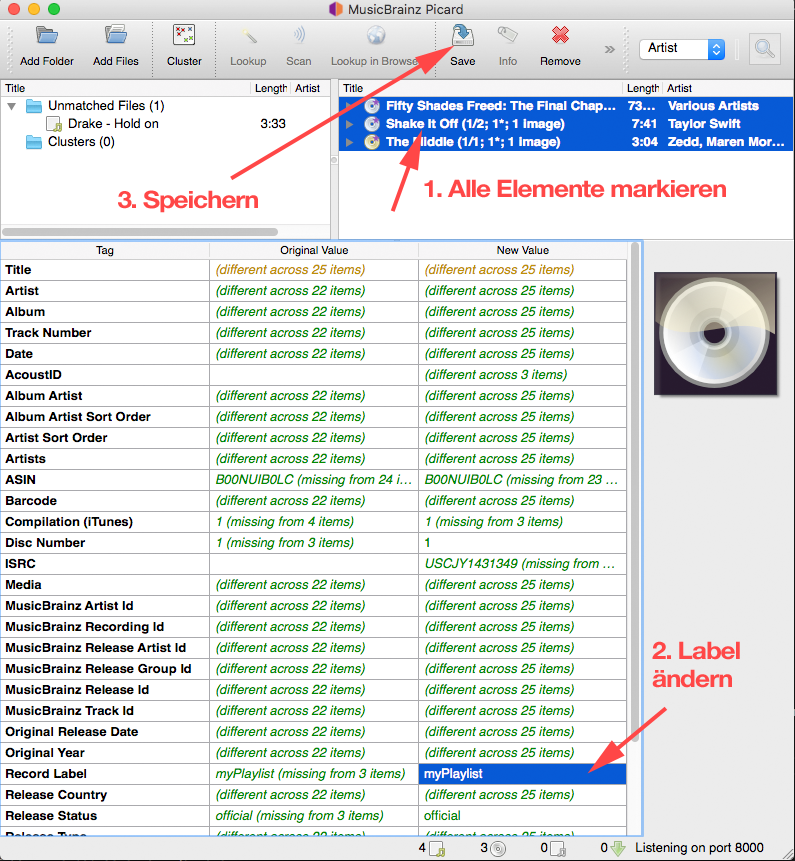 MusicBrainz Picard
Add Folder Add Files Cluster Lookup Scan Lookup in Browse Save Info Remove » Artist
Title Length Artist
Unmatched Files (1)
Drake - Hold on 3:33
Clusters (0)
Title Length Artist
Fifty Shades Freed: The Final Chap... 73... Various Artists
Shake It Off (1/2; 1*; 1 Image) 7:41 Taylor Swift
The Middle (1/1; 1*; 1 Image) 3:04 Zedd, Maren Mor...
3. Speichern
1. Alle Elemente markieren
Tag Original Value New Value
Title (different across 25 items) (different across 25 items)
Artist (different across 22 items) (different across 25 items)
Album (different across 22 items) (different across 25 items)
Track Number (different across 22 items) (different across 25 items)
Date (different across 22 items) (different across 25 items)
AcoustID (different across 3 items)
Album Artist (different across 22 items) (different across 25 items)
Album Artist Sort Order (different across 22 items) (different across 25 items)
Artist Sort Order (different across 22 items) (different across 25 items)
Artists (different across 22 items) (different across 25 items)
ASIN B00NUIB0LC (missing from 24 i... B00NUIB0LC (missing from 23 ...
Barcode (different across 22 items) (different across 25 items)
Compilation (iTunes) 1 (missing from 4 items) 1 (missing from 3 items)
Disc Number 1 (missing from 3 items) 1
ISRC USCJY1431349 (missing from ...
Media (different across 22 items) (different across 25 items)
MusicBrainz Artist Id (different across 22 items) (different across 25 items)
MusicBrainz Recording Id (different across 22 items) (different across 25 items)
MusicBrainz Release Artist Id (different across 22 items) (different across 25 items)
MusicBrainz Release Group Id (different across 22 items) (different across 25 items)
MusicBrainz Release Id (different across 22 items) (different across 25 items)
MusicBrainz Track Id (different across 22 items) (different across 25 items)
Original Release Date (different across 22 items) (different across 25 items)
Original Year (different across 22 items) (different across 25 items)
Record Label myPlaylist (missing from 3 items) myPlaylist
Release Country (different across 22 items) (different across 25 items)
Release Status official (missing from 3 items) official
Release Type (different across 22 items) (different across 25 items)
2. Label
ändern
4 3 0 0 Listening on port 8000